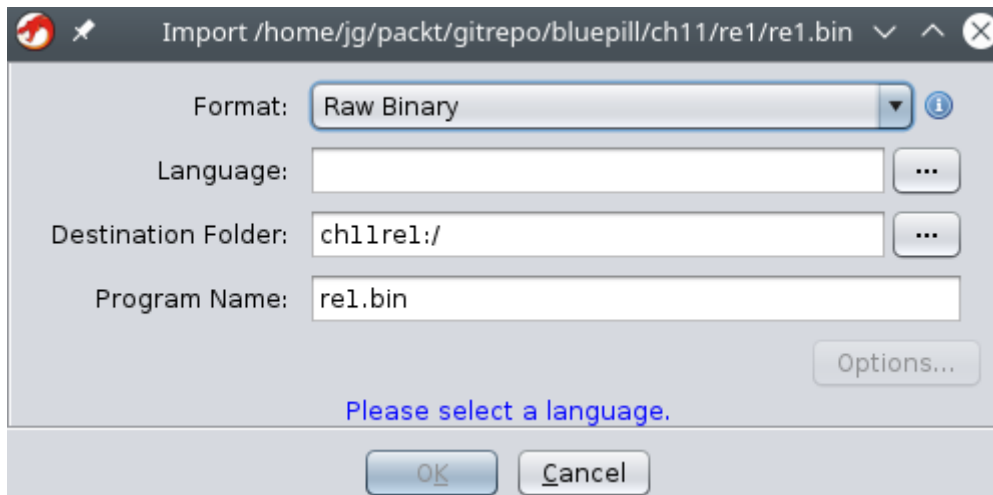 Import /home/jg/packt/gitrepo/bluepill/ch11/re1/re1.bin
Format: Raw Binary
Language: ...
Destination Folder: ch11re1:/ ...
Program Name: re1.bin
Options...
Please select a language.
OK Cancel